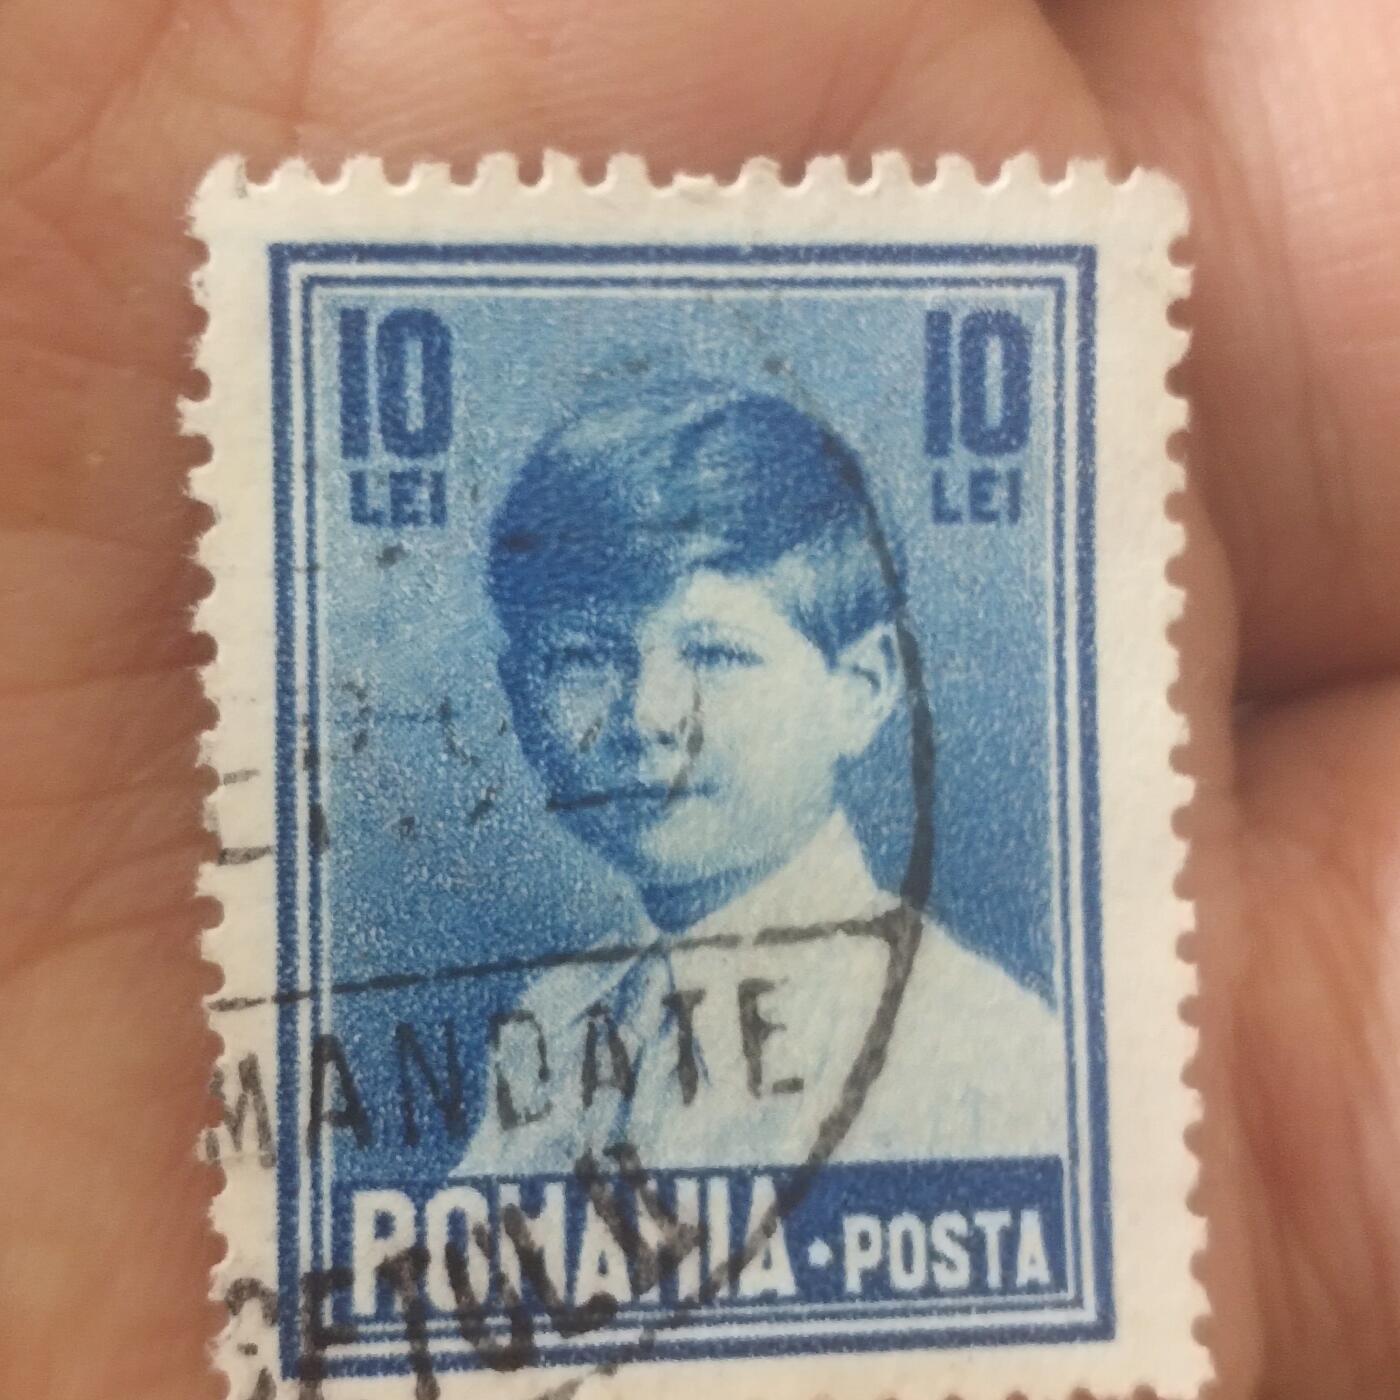 10 10
LEI LEI
MANDATE
ROMANIA • POSTA